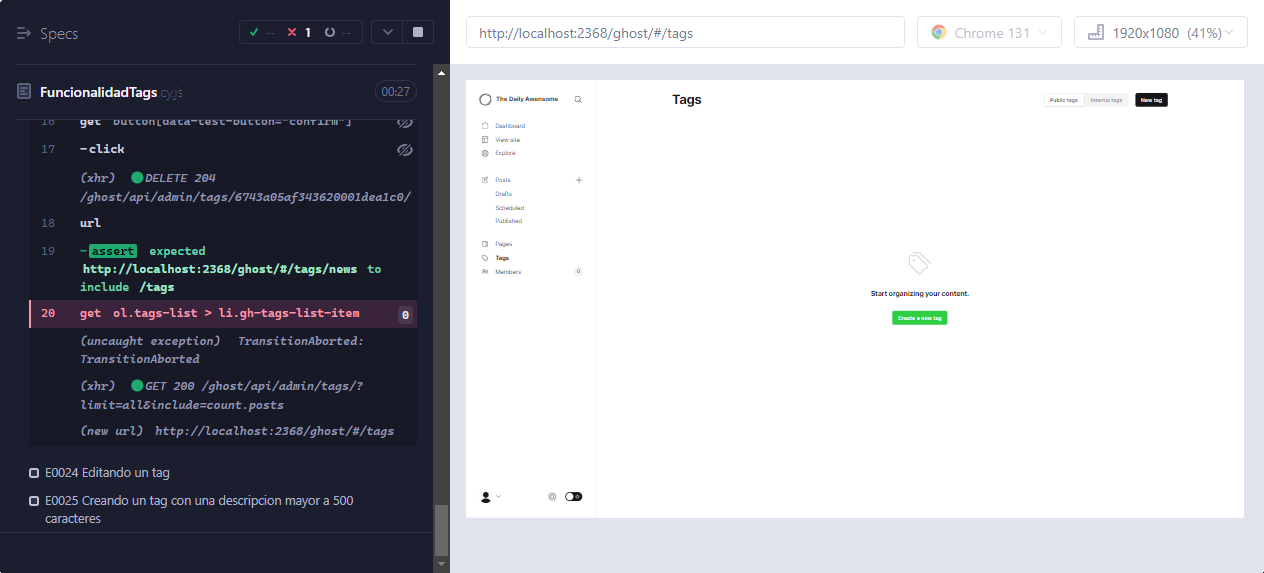 Specs
-- 1 --
FuncionalidadTags.cy.js 00:27
16 get button[data-test-button="confirm"]
17 -click
(xhr) DELETE 204
/ghost/api/admin/tags/6743a05af343620001dea1c0/
18 url
19 -assert expected
http://localhost:2368/ghost/#/tags/news to
include /tags
20 get ol.tags-list > li.gh-tags-list-item 0
(uncaught exception) TransitionAborted:
TransitionAborted
(xhr) GET 200 /ghost/api/admin/tags/?
limit=all&include=count.posts
(new url) http://localhost:2368/ghost/#/tags
E0024 Editando un tag
E0025 Creando un tag con una descripcion mayor a 500
caracteres
http://localhost:2368/ghost/#/tags
Chrome 131
1920x1080 (41%)
The Daily Awensome
Dashboard
View site
Explore
Posts
Drafts
Scheduled
Published
Pages
Tags
Members 0
Tags
Public tags Internal tags New tag
Start organizing your content.
Create a new tag